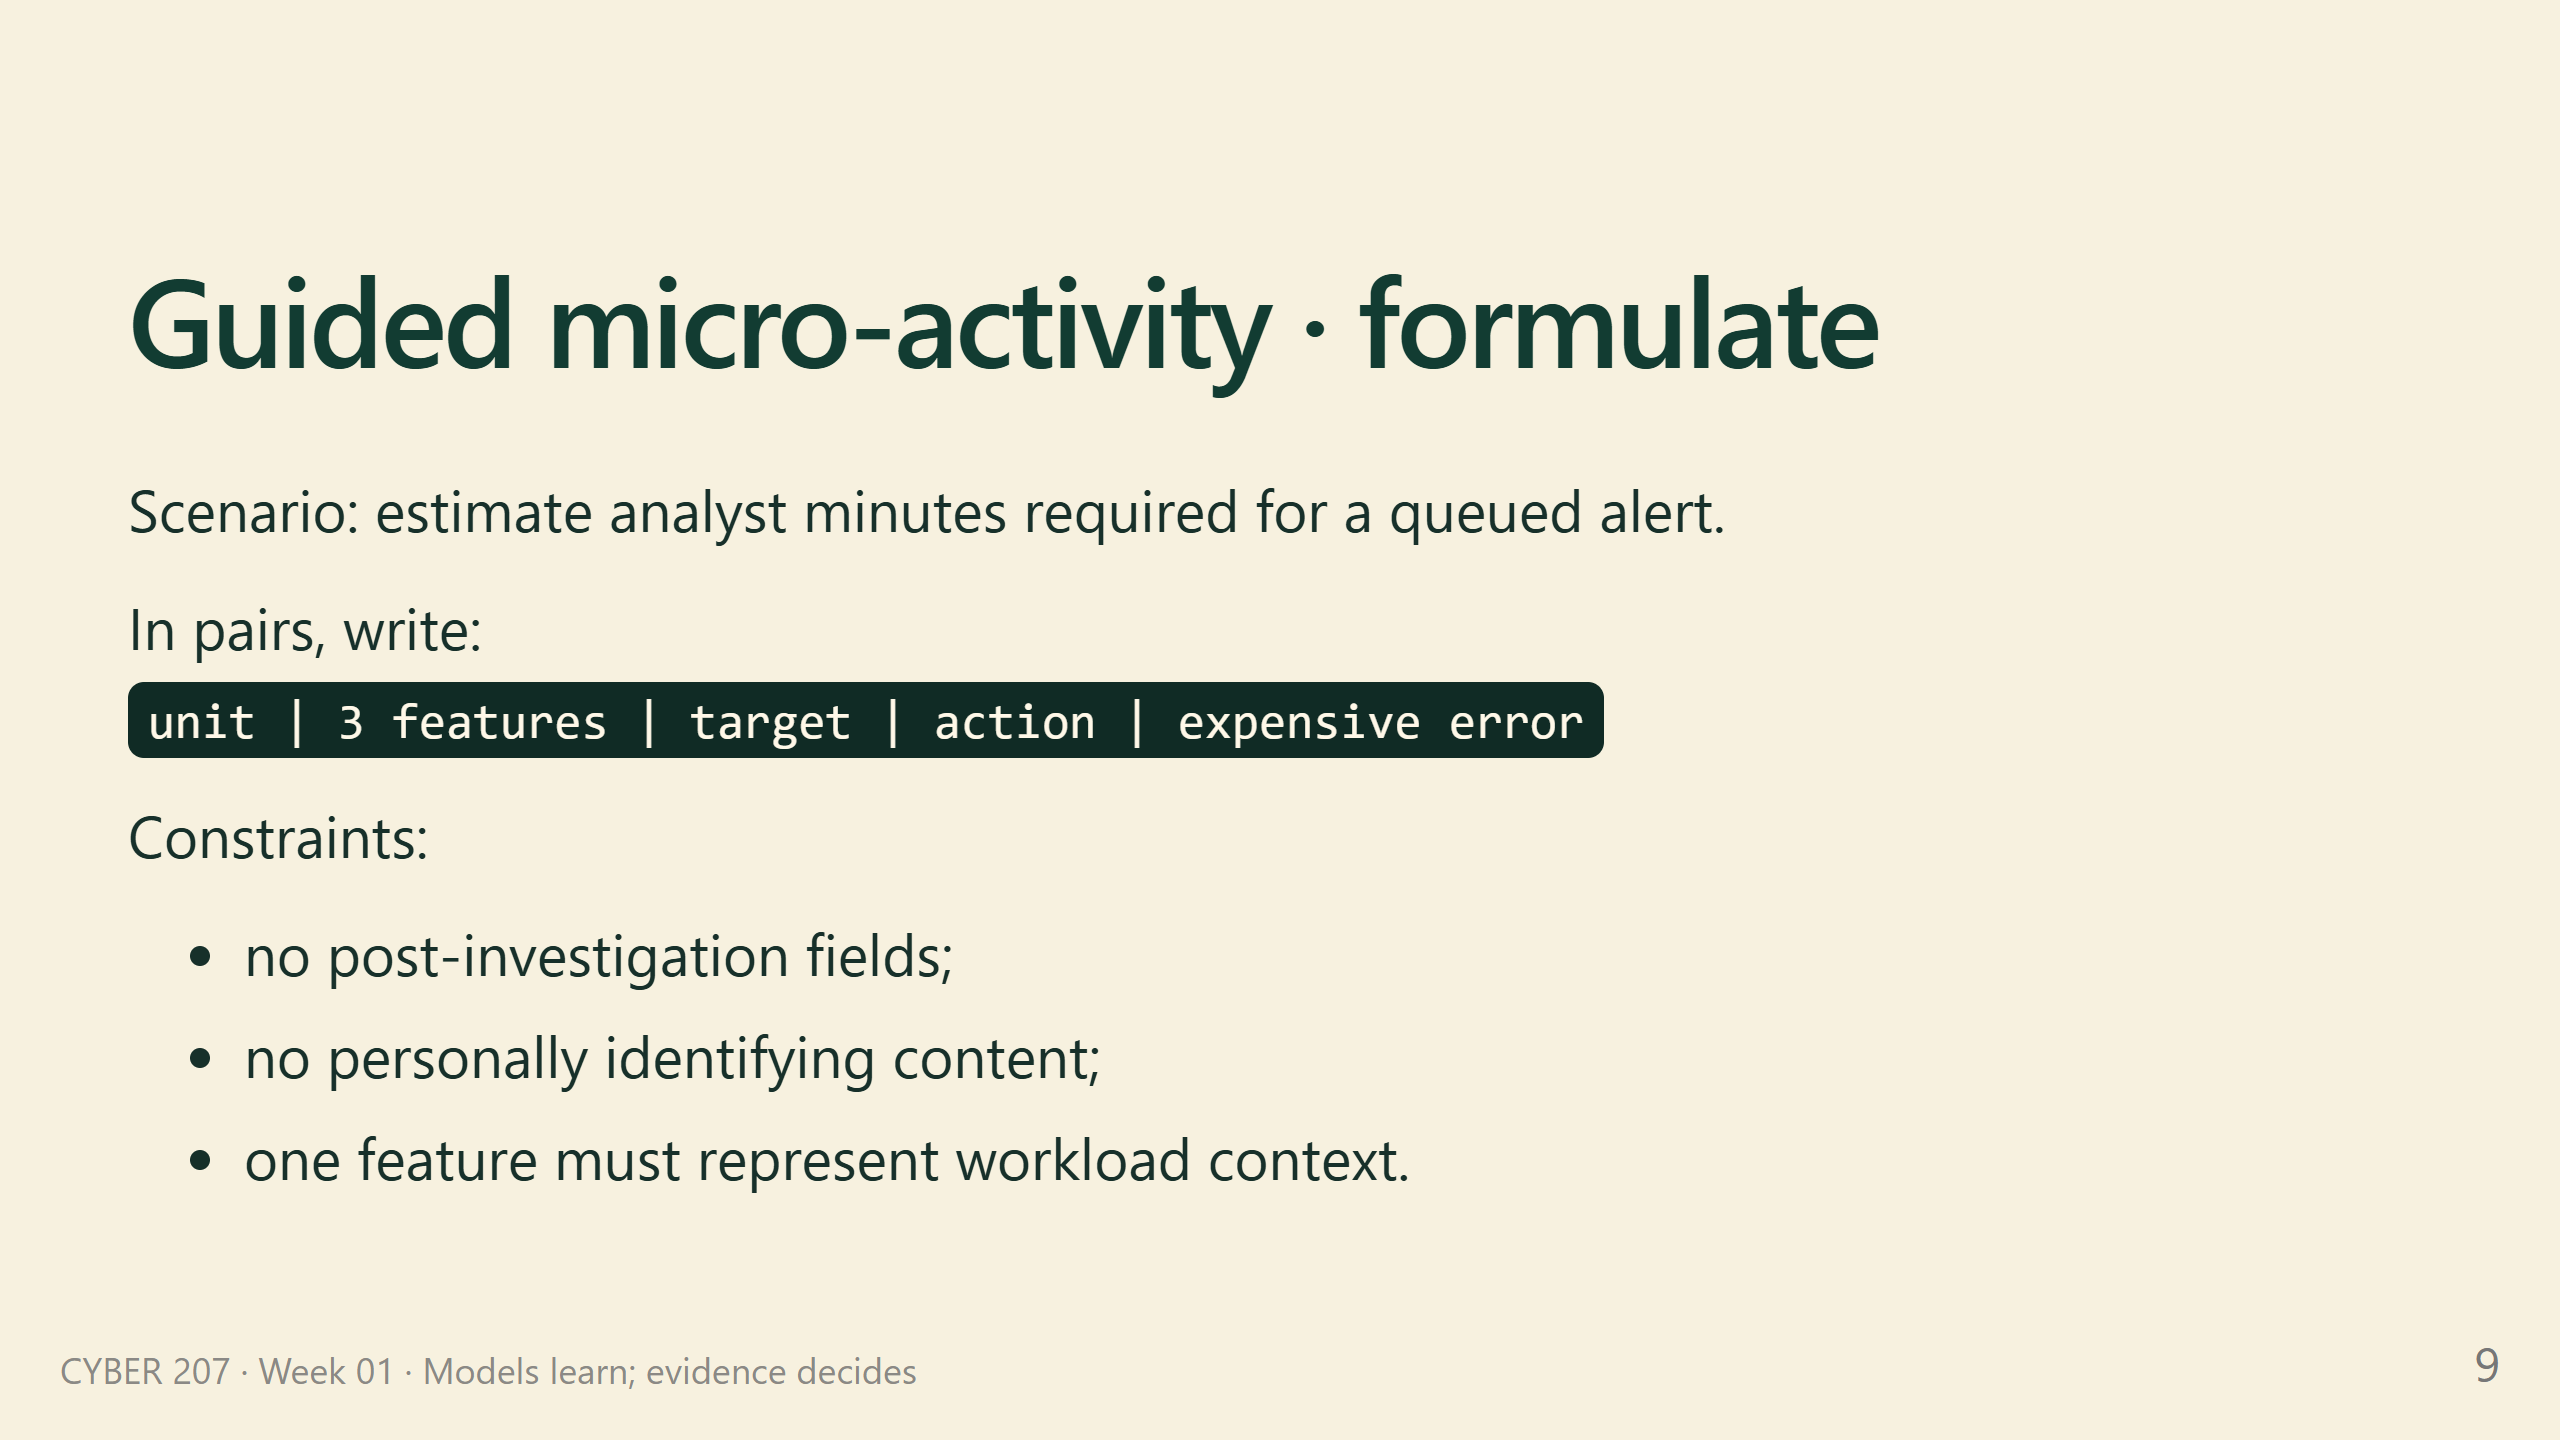 Guided micro-activity · formulate
Scenario: estimate analyst minutes required for a queued alert.
In pairs, write:
unit | 3 features | target | action | expensive error
Constraints:
• no post-investigation fields;
• no personally identifying content;
• one feature must represent workload context.
CYBER 207 · Week 01 · Models learn; evidence decides
9